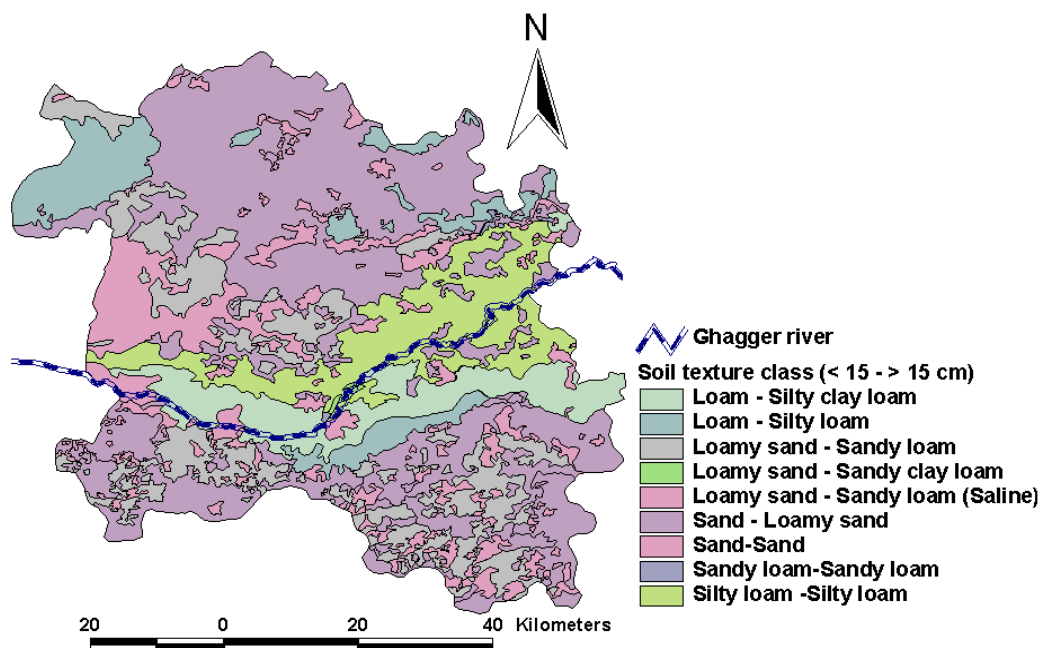 N
Ghagger river
Soil texture class (< 15 - > 15 cm)
Loam - Silty clay loam
Loam - Silty loam
Loamy sand - Sandy loam
Loamy sand - Sandy clay loam
Loamy sand - Sandy loam (Saline)
Sand - Loamy sand
Sand-Sand
Sandy loam-Sandy loam
Silty loam -Silty loam
20 0 20 40 Kilometers